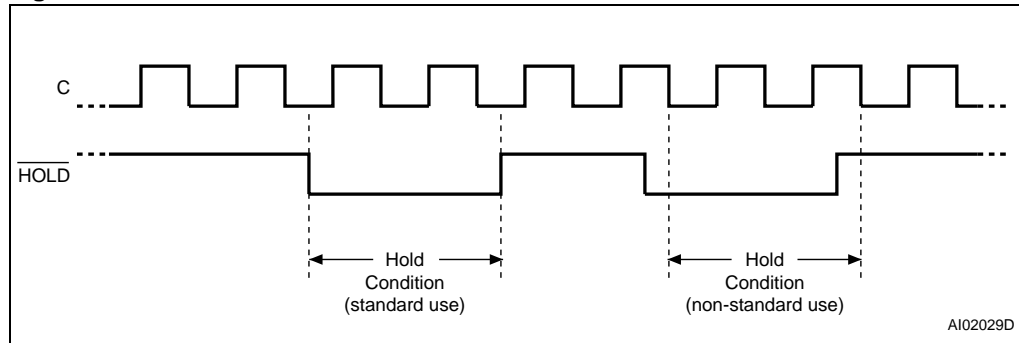 C
HOLD
Hold
Condition
(standard use)
Hold
Condition
(non-standard use)
AI02029D